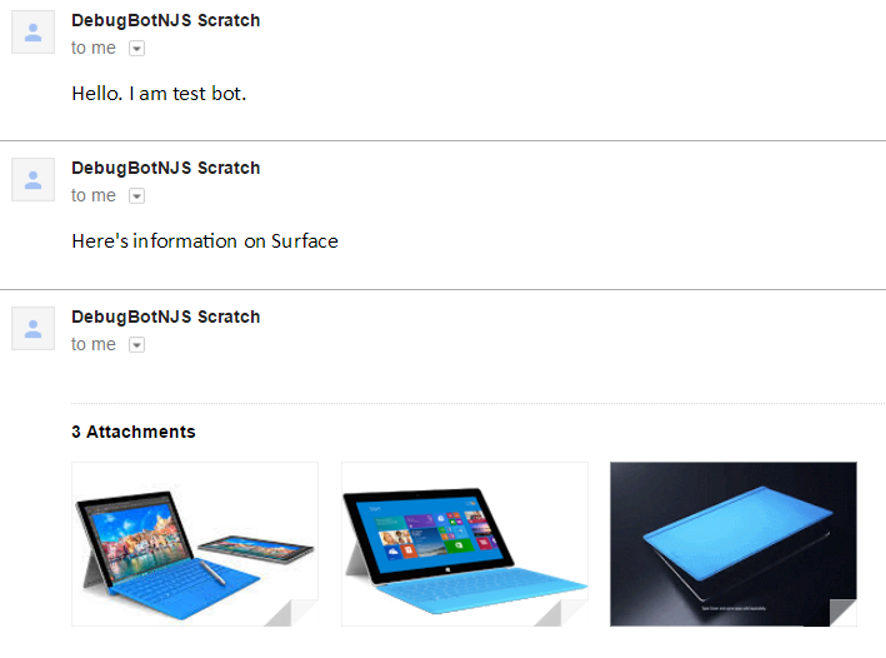 DebugBotNJS Scratch
to me
Hello. I am test bot.
DebugBotNJS Scratch
to me
Here's information on Surface
DebugBotNJS Scratch
to me
3 Attachments
Start